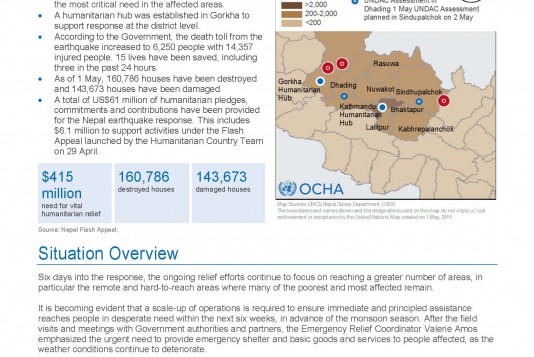 the most critical need in the affected areas.
• A humanitarian hub was established in Gorkha to
support response at the district level.
• According to the Government, the death toll from the
earthquake increased to 6,250 people with 14,357
injured people. 15 lives have been saved, including
three in the past 24 hours.
• As of 1 May, 160,786 houses have been destroyed
and 143,673 houses have been damaged.
• A total of US$61 million of humanitarian pledges,
commitments and contributions have been provided
for the Nepal earthquake response. This includes
$6.1 million to support activities under the Flash
Appeal launched by the Humanitarian Country Team
on 29 April.
>2,000
200-2,000
<200
UNDAC Assessment in
Dhading 1 May UNDAC Assessment
planned in Sindupalchok on 2 May
Rasuwa
Gorkha
Humanitarian
Hub
Dhading
Nuwakot
Sindhupalchok
Kathmandu
Humanitarian
Hub
Bhaktapur
Lalitpur
Kabhrepalanchok
OCHA
Map Sources: UNCS, Nepal Survey Department, USGS.
The boundaries and names shown and the designations used on this map do not imply official
endorsement or acceptance by the United Nations. Map created on 1 May, 2015
$415
million
need for vital
humanitarian relief
160,786
destroyed houses
143,673
damaged houses
Source: Nepal Flash Appeal;
Situation Overview
Six days into the response, the ongoing relief efforts continue to focus on reaching a greater number of areas, in
particular the remote and hard-to-reach areas where many of the poorest and most affected remain.
It is becoming evident that a scale-up of operations is required to ensure immediate and principled assistance
reaches people in desperate need within the next six weeks, in advance of the monsoon season. After the field
visits and meetings with Government authorities and partners, the Emergency Relief Coordinator Valerie Amos
emphasized the urgent need to provide emergency shelter and basic goods and services to people affected, as
the weather conditions continue to deteriorate.